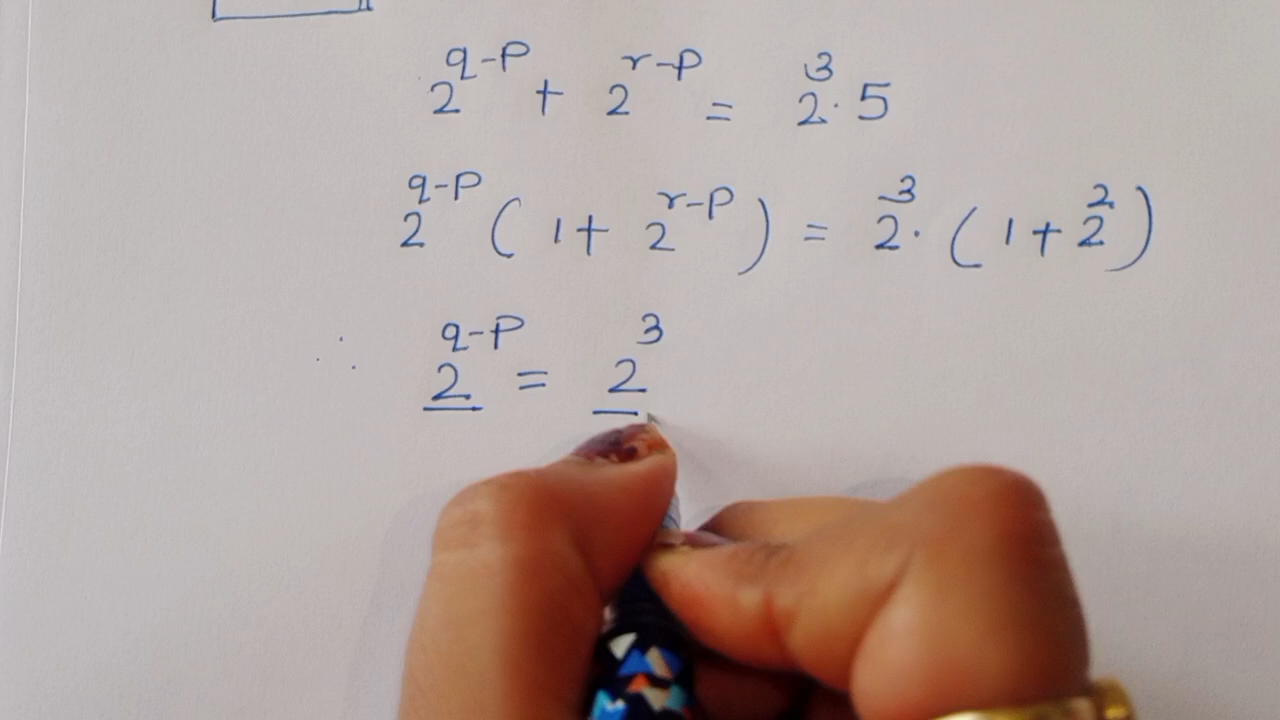 2^{q-p} + 2^{r-p} = 2^3 · 5
2^{q-p} (1 + 2^{r-p}) = 2^3 · (1 + 2^2)
∴ 2^{q-p} = 2^3